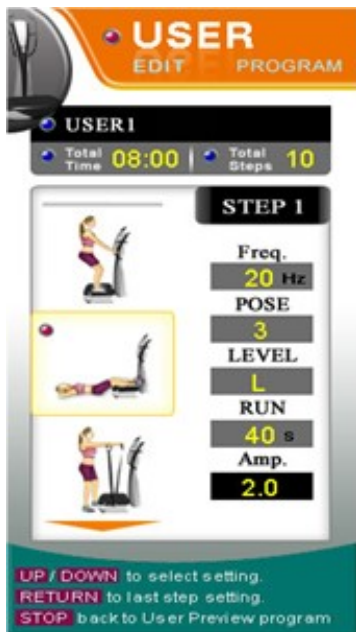 USER
EDIT PROGRAM
USER1
Total Time 08:00 Total Steps 10
STEP 1
Freq.
20 Hz
POSE
3
LEVEL
L
RUN
40 s
Amp.
2.0
UP / DOWN to select setting.
RETURN to last step setting.
STOP back to User Preview program